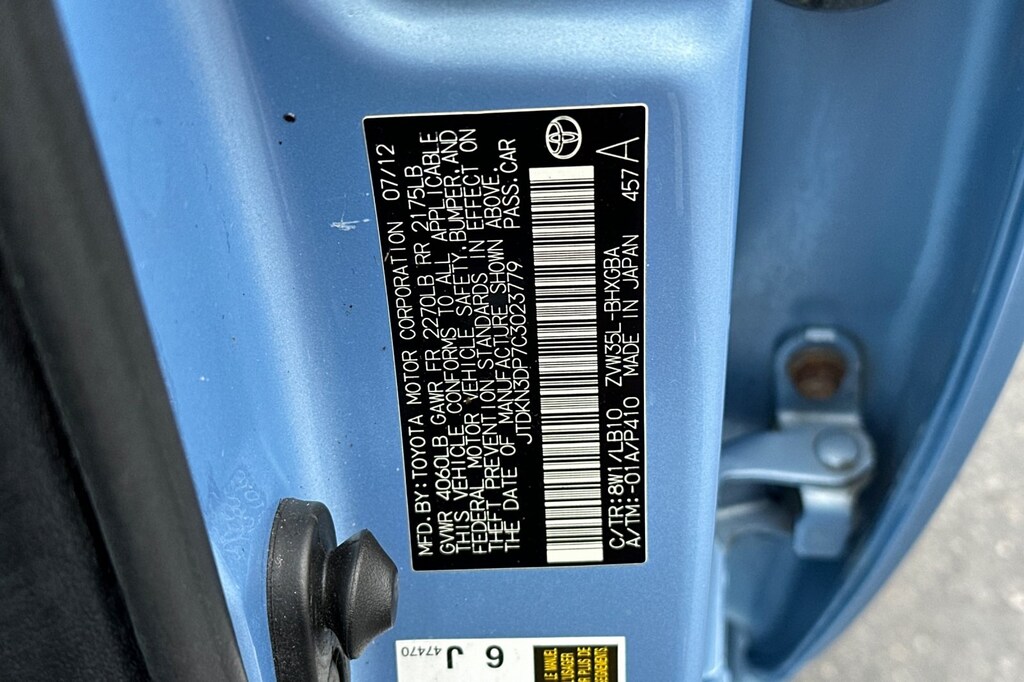 MFD.BY:TOYOTA MOTOR CORPORATION 07/12
GVWR 4060LB GAWR FR 2270LB RR 2175LB
THIS VEHICLE CONFORMS TO ALL APPLICABLE
FEDERAL MOTOR VEHICLE SAFETY,BUMPER,AND
THEFT PREVENTION STANDARDS IN EFFECT ON
THE DATE OF MANUFACTURE SHOWN ABOVE.
JTDKN3DP7C3023779 PASS.CAR
C/TR:8W1/LB10 ZVW35L-BHXGBA
A/TM:-01A/P410 MADE IN JAPAN 457 A
6 J
47470
LE MANUEL